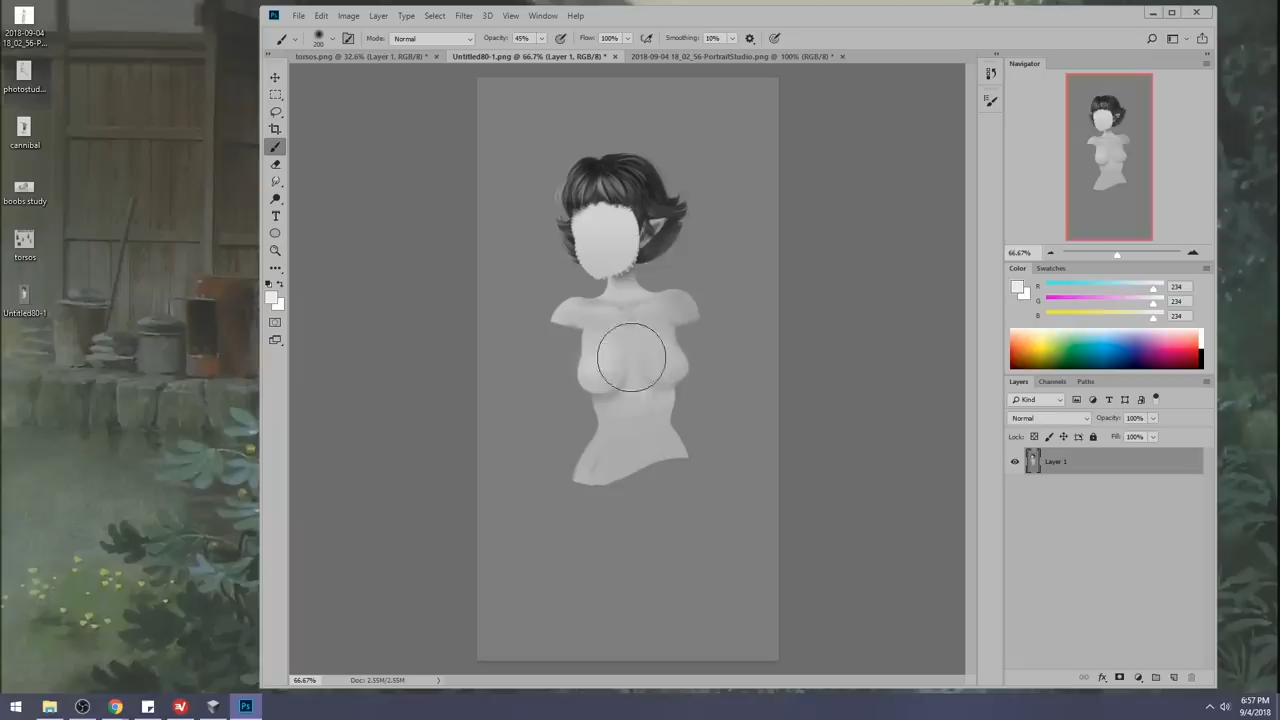 2018-09-04
18_02_56-P...
photostud...
cannibal
boobs study
torsos
Untitled80-1
File Edit Image Layer Type Select Filter 3D View Window Help
200 Mode: Normal Opacity: 45% Flow: 100% Smoothing: 10%
torsos.png @ 32.6% (Layer 1, RGB/8) * × Untitled80-1.png @ 66.7% (Layer 1, RGB/8) * × 2018-09-04 18_02_56-PortraitStudio.png @ 100% (RGB/8) * ×
Navigator
66.67%
Color Swatches
R 234
G 234
B 234
Layers Channels Paths
Kind
Normal Opacity: 100%
Lock: Fill: 100%
Layer 1
fx
66.67% Doc: 2.55M/2.55M
Ps
6:57 PM
9/4/2018